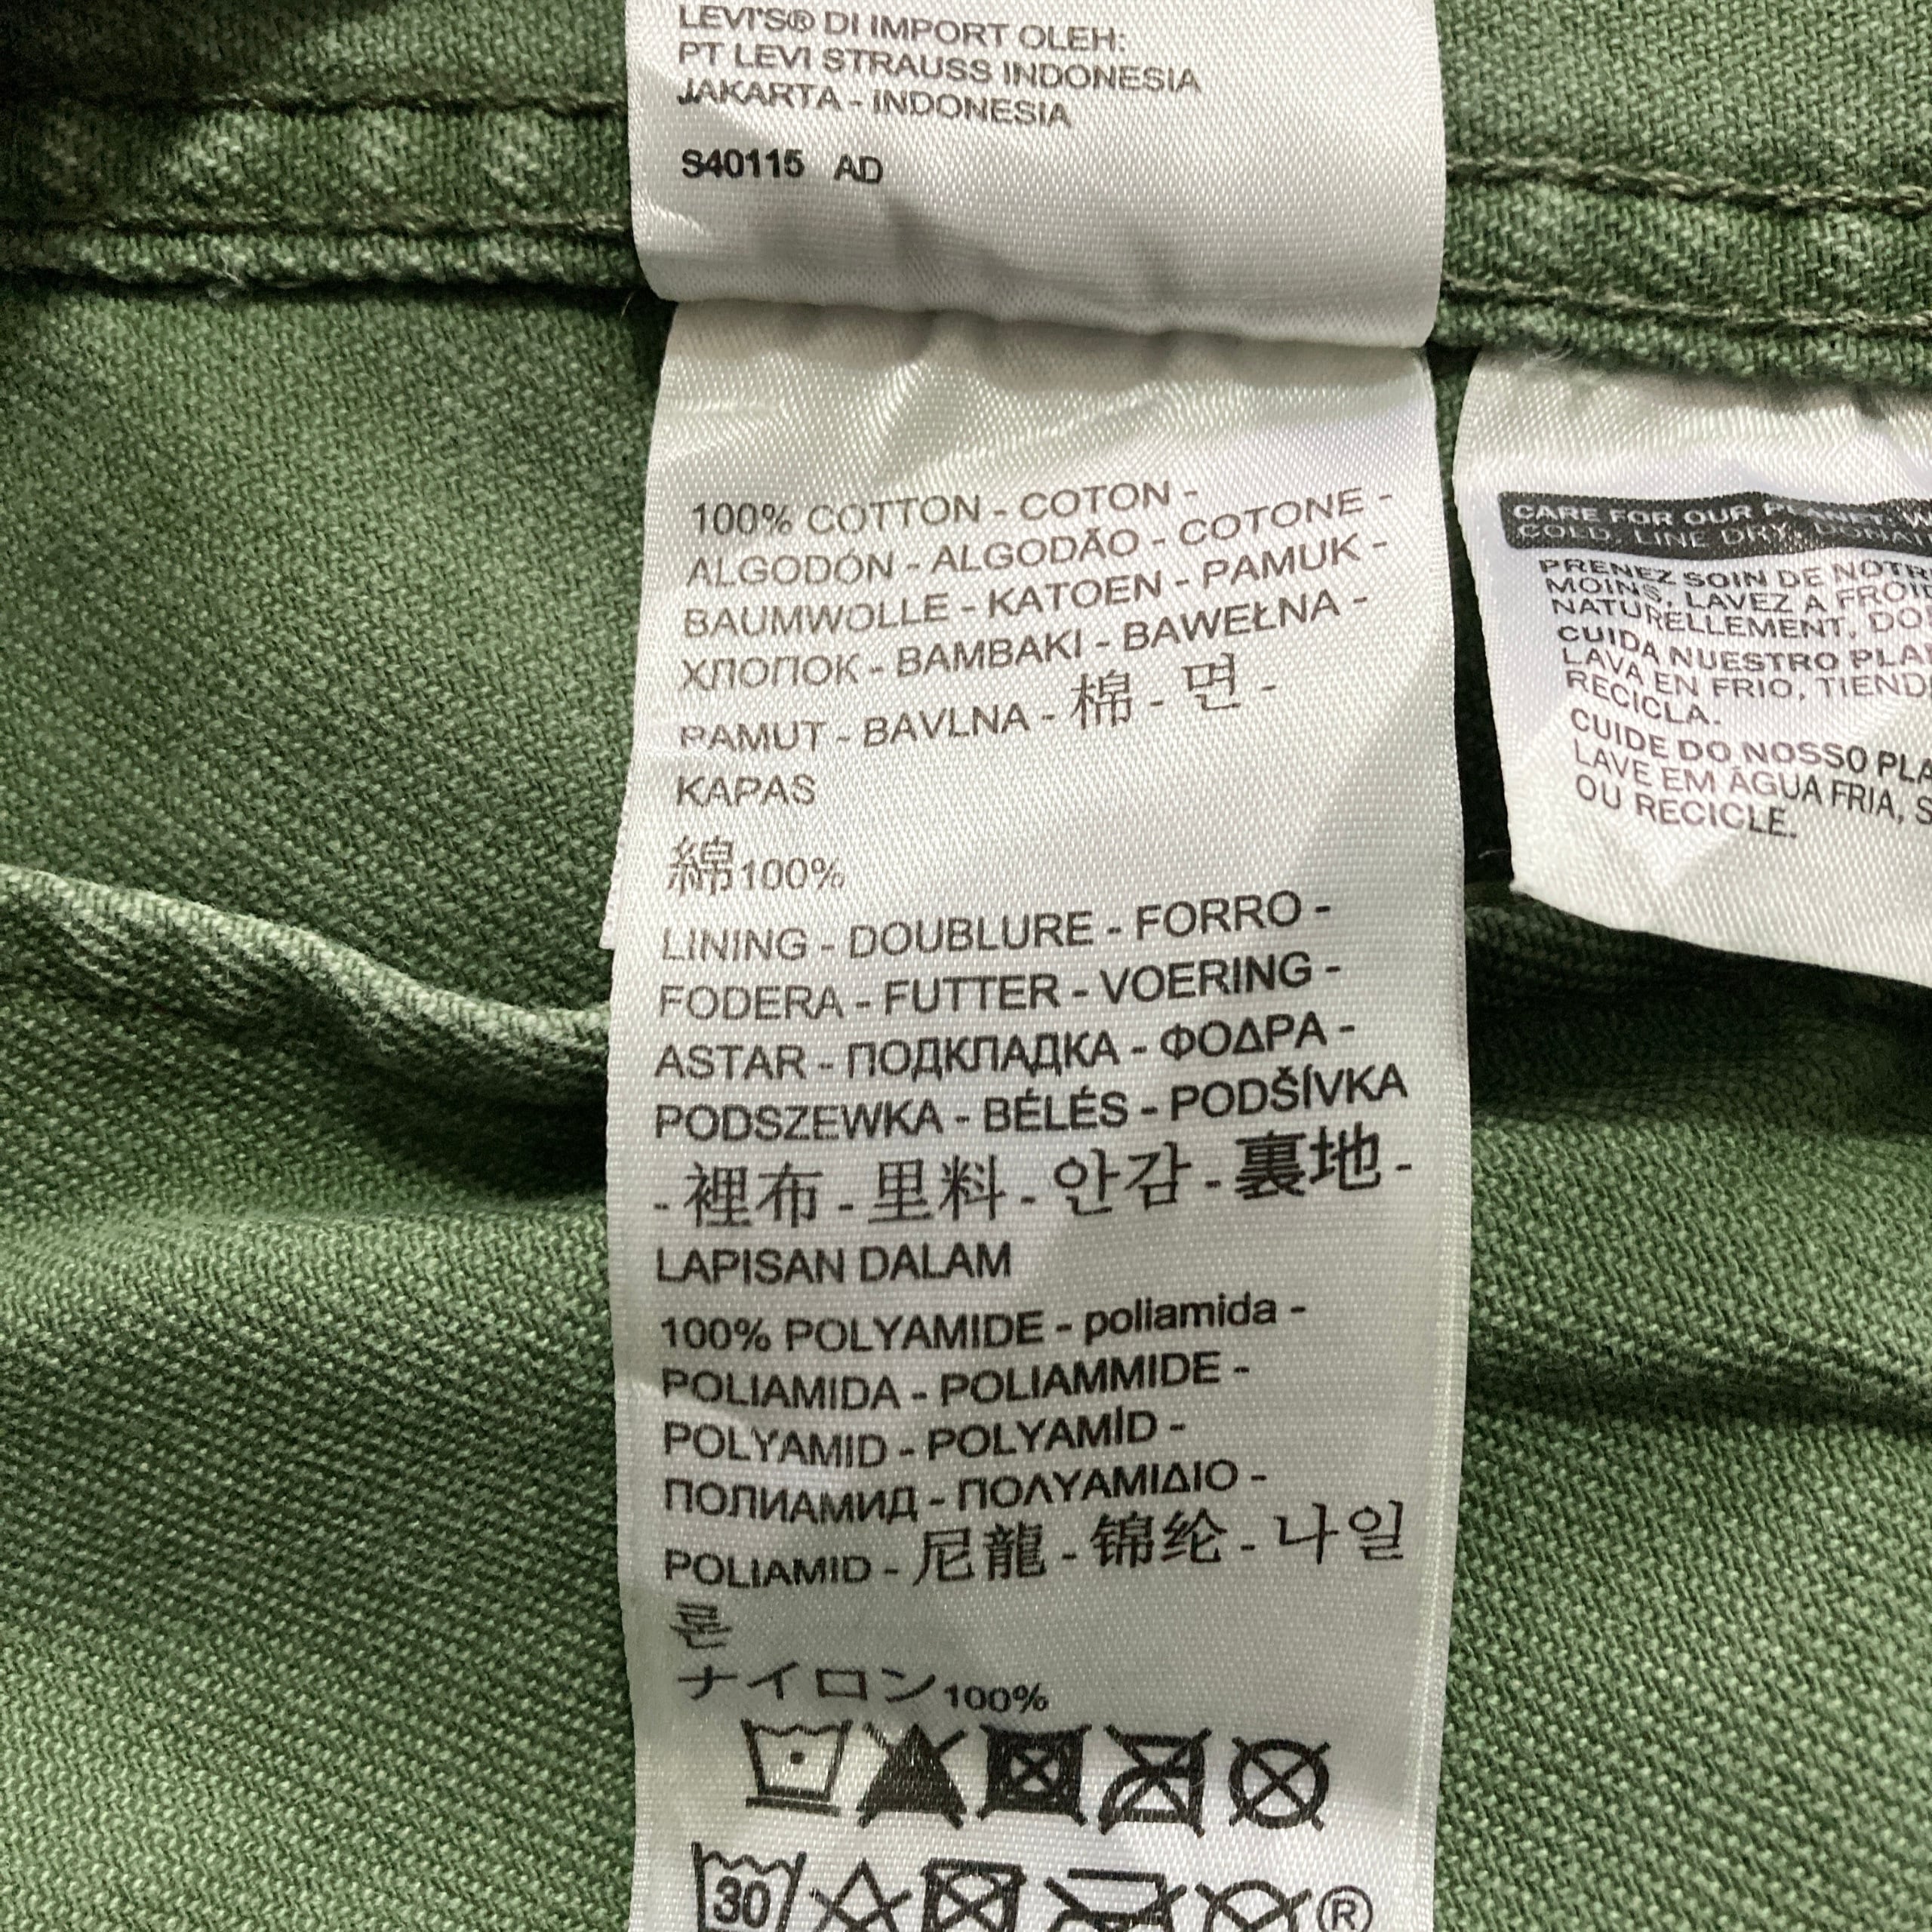 LEVI'S® DI IMPORT OLEH:
PT LEVI STRAUSS INDONESIA
JAKARTA - INDONESIA
S40115 AD
100% COTTON - COTON -
ALGODÓN - ALGODÃO - COTONE -
BAUMWOLLE - KATOEN - PAMUK -
ХЛОПОК - BAMBAKI - BAWEŁNA -
PAMUT - BAVLNA - 棉 - 면 -
KAPAS
綿100%
LINING - DOUBLURE - FORRO -
FODERA - FUTTER - VOERING -
ASTAR - ПОДКЛАДКА - ΦΟΔΡΑ -
PODSZEWKA - BÉLÉS - PODŠÍVKA
- 裡布 - 里料 - 안감 - 裏地 -
LAPISAN DALAM
100% POLYAMIDE - poliamida -
POLIAMIDA - POLIAMMIDE -
POLYAMID - POLYAMİD -
ПОЛИАМИД - ΠΟΛΥΑΜΙΔΙΟ -
POLIAMID - 尼龍 - 锦纶 - 나일
론
ナイロン100%
30
®
CARE FOR OUR PLANET: W
COLD, LINE DRY, DONAT
PRENEZ SOIN DE NOTR
MOINS, LAVEZ A FROID
NATURELLEMENT, DO
CUIDA NUESTRO PLA
LAVA EN FRIO, TIEND
RECICLA.
CUIDE DO NOSSO PLA
LAVE EM ÁGUA FRIA, S
OU RECICLE.